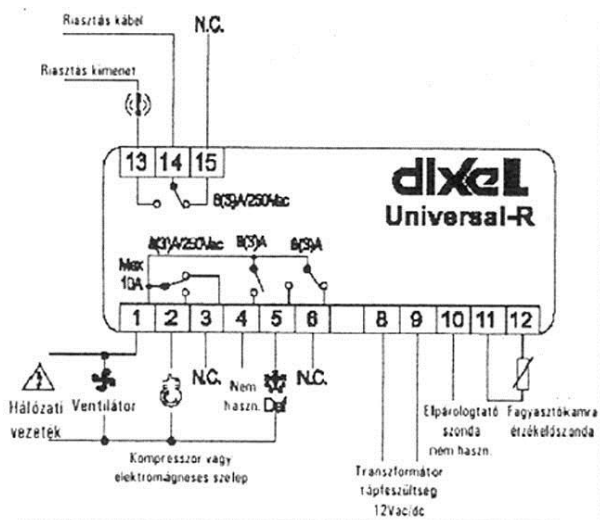 Riasztás kábel
N.C.
Riasztás kimenet
13 14 15
8(3)A/250Vac
dixel
Universal-R
8(3)A/250Vac 8(3)A 8(3)A
Max
10A
1 2 3 4 5 6 8 9 10 11 12
N.C. Nem
haszn. Def N.C.
Hálózati
vezeték
Ventilátor
Kompresszor vagy
elektromágneses szelep
Elpárologtató
szonda
nem haszn.
Fagyasztókamra
érzékelőszonda
Transzformátor
tápfeszültség
12Vac/dc